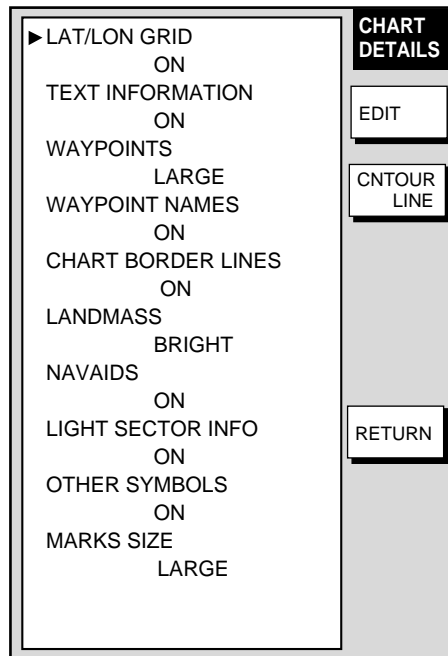 ►LAT/LON GRID
ON
TEXT INFORMATION
ON
WAYPOINTS
LARGE
WAYPOINT NAMES
ON
CHART BORDER LINES
ON
LANDMASS
BRIGHT
NAVAIDS
ON
LIGHT SECTOR INFO
ON
OTHER SYMBOLS
ON
MARKS SIZE
LARGE
CHART
DETAILS
EDIT
CNTOUR
LINE
RETURN